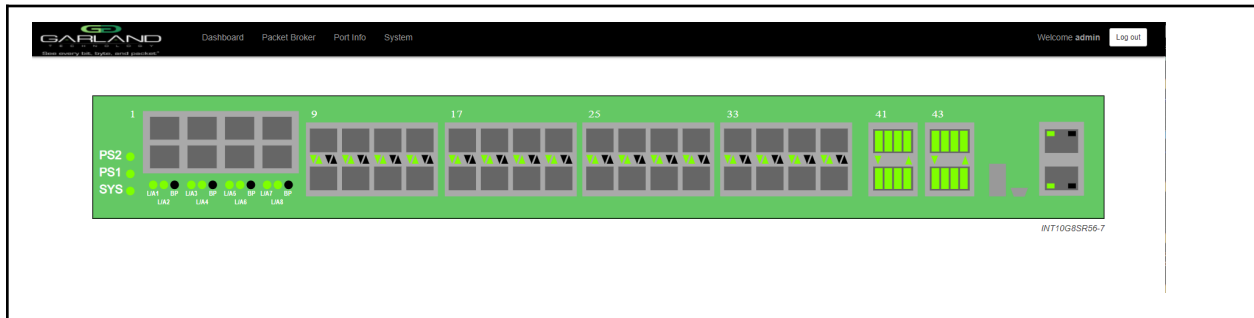 GARLAND
TECHNOLOGY
See every bit, byte, and packet®
Dashboard Packet Broker Port Info System
Welcome admin Log out
1 9 17 25 33 41 43
PS2
PS1
SYS
L/A1 BP L/A3 BP L/A5 BP L/A7 BP
L/A2 L/A4 L/A6 L/A8
INT10G8SR56-7